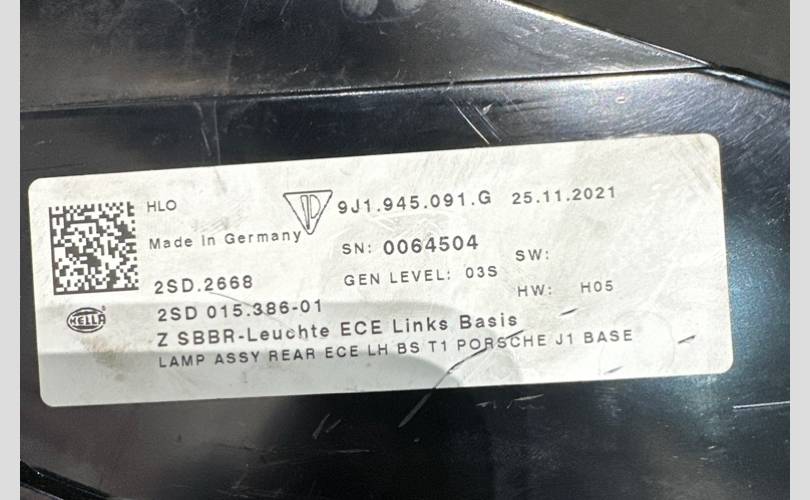 HLO
9J1.945.091.G 25.11.2021
Made in Germany
SN: 0064504
SW:
2SD.2668
GEN LEVEL: 03S
HW: H05
HELLA
2SD 015.386-01
Z SBBR-Leuchte ECE Links Basis
LAMP ASSY REAR ECE LH BS T1 PORSCHE J1 BASE